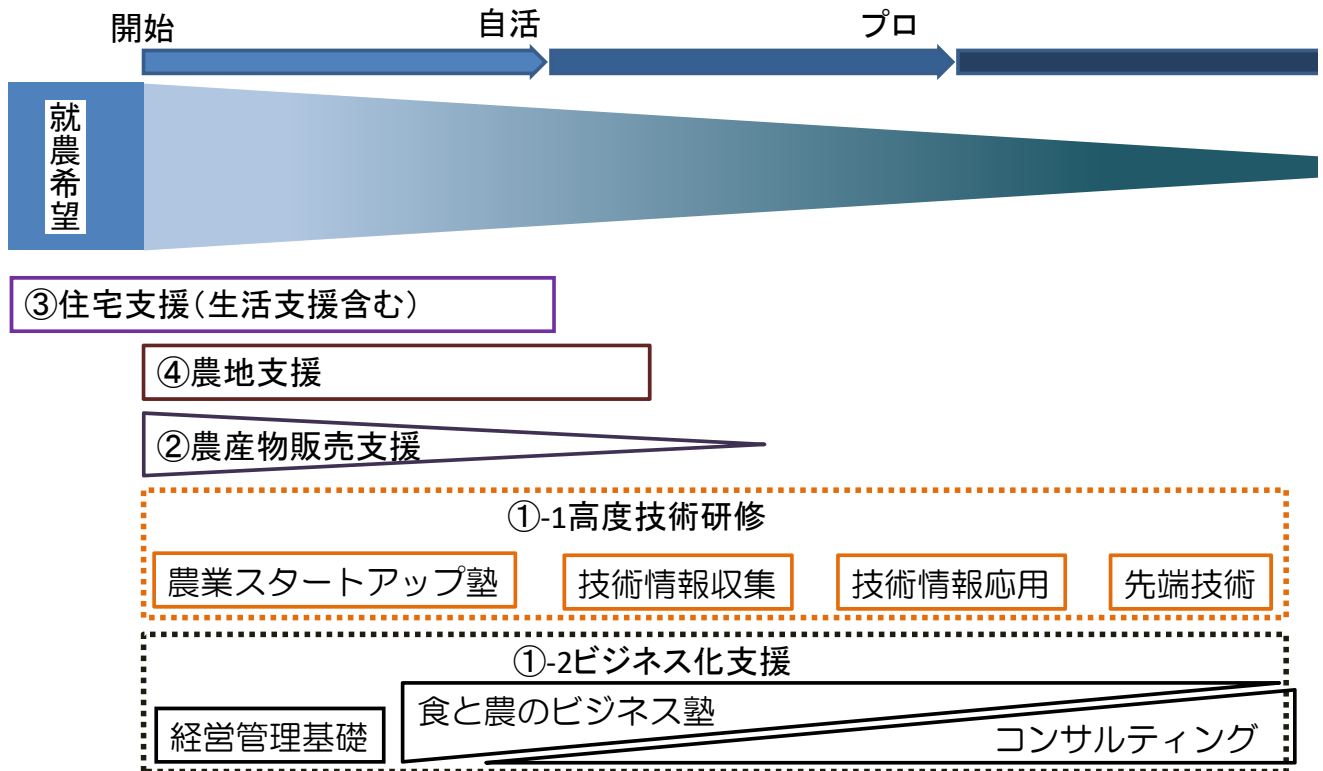 開始
自活
プロ
就農希望
③住宅支援（生活支援含む）
④農地支援
②農産物販売支援
①-1高度技術研修
農業スタートアップ塾
技術情報収集
技術情報応用
先端技術
①-2ビジネス化支援
食と農のビジネス塾
経営管理基礎
コンサルティング